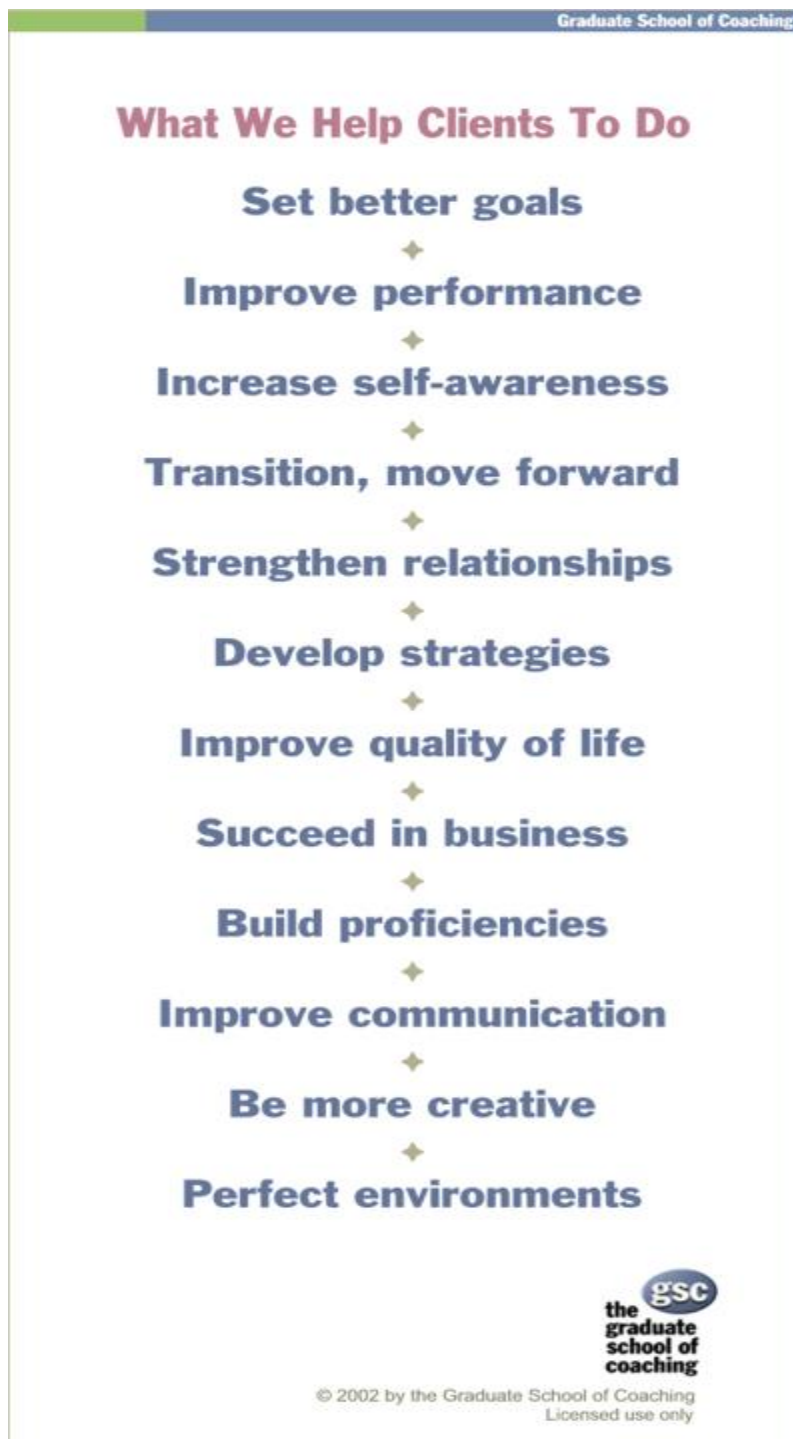 Graduate School of Coaching
What We Help Clients To Do
Set better goals
Improve performance
Increase self-awareness
Transition, move forward
Strengthen relationships
Develop strategies
Improve quality of life
Succeed in business
Build proficiencies
Improve communication
Be more creative
Perfect environments
gsc
the
graduate
school of
coaching
© 2002 by the Graduate School of Coaching
Licensed use only